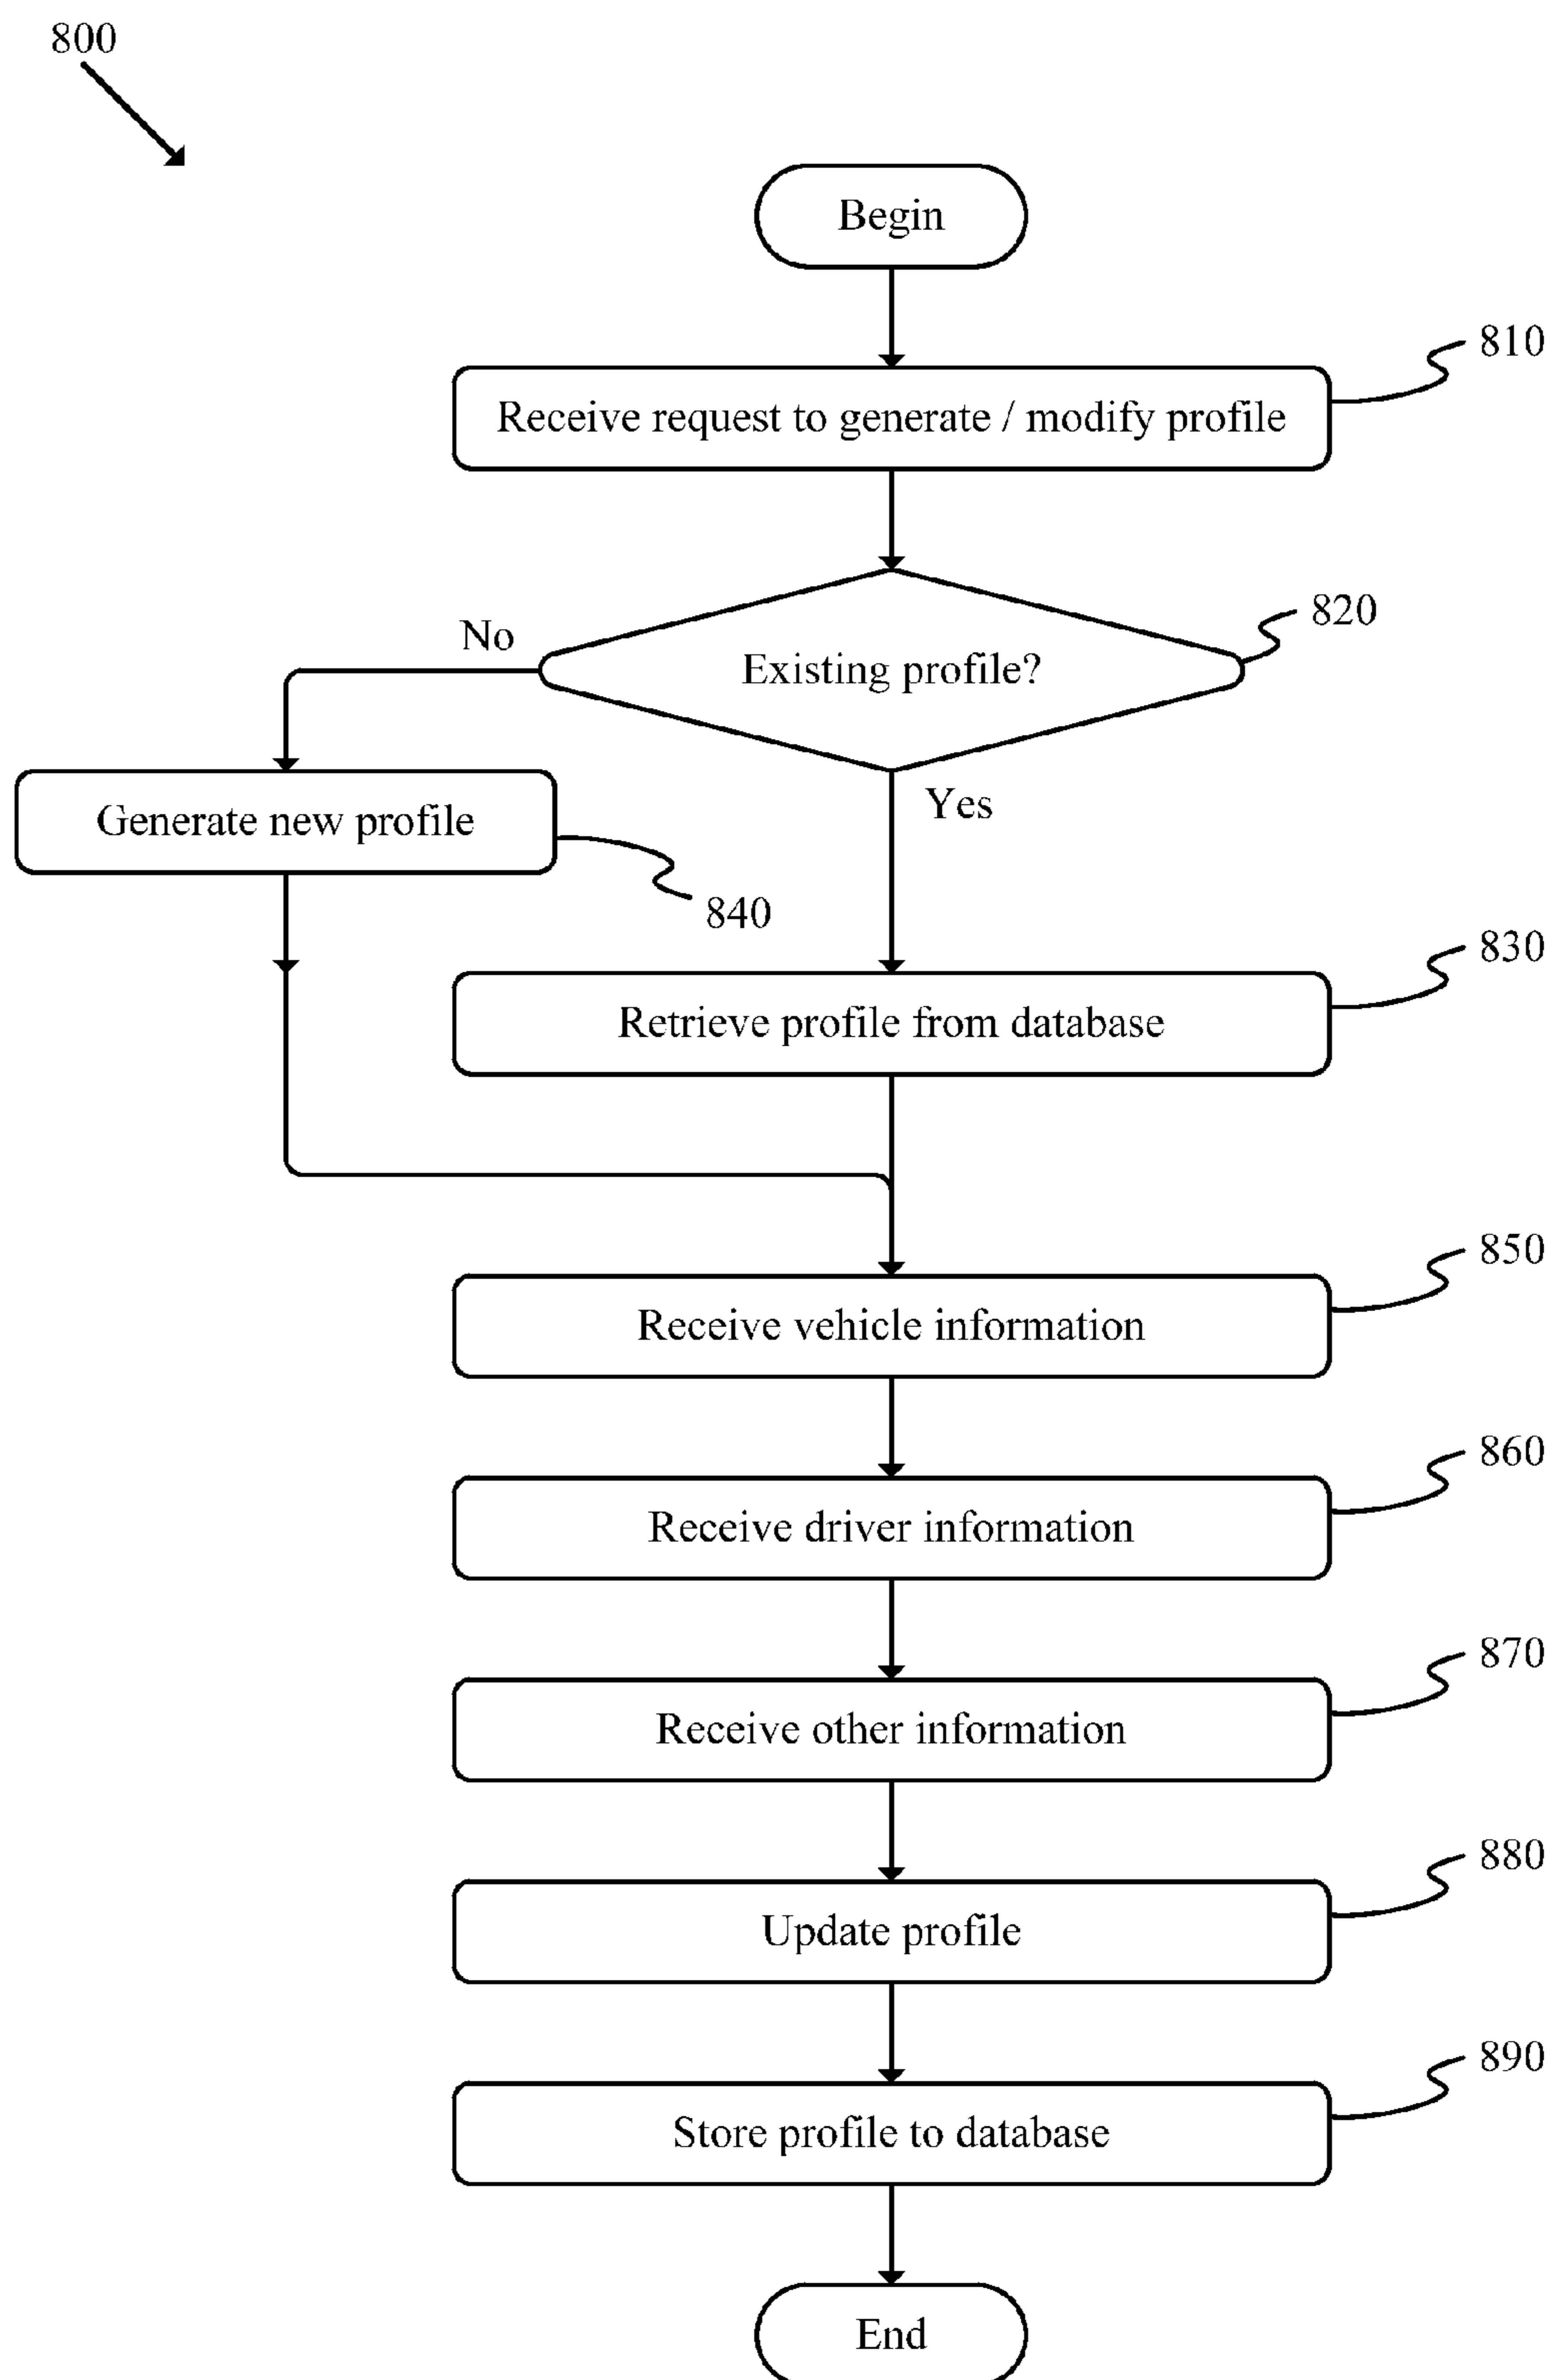 800
Begin
810
Receive request to generate / modify profile
820
No
Existing profile?
Yes
Generate new profile
840
830
Retrieve profile from database
850
Receive vehicle information
860
Receive driver information
870
Receive other information
880
Update profile
890
Store profile to database
End